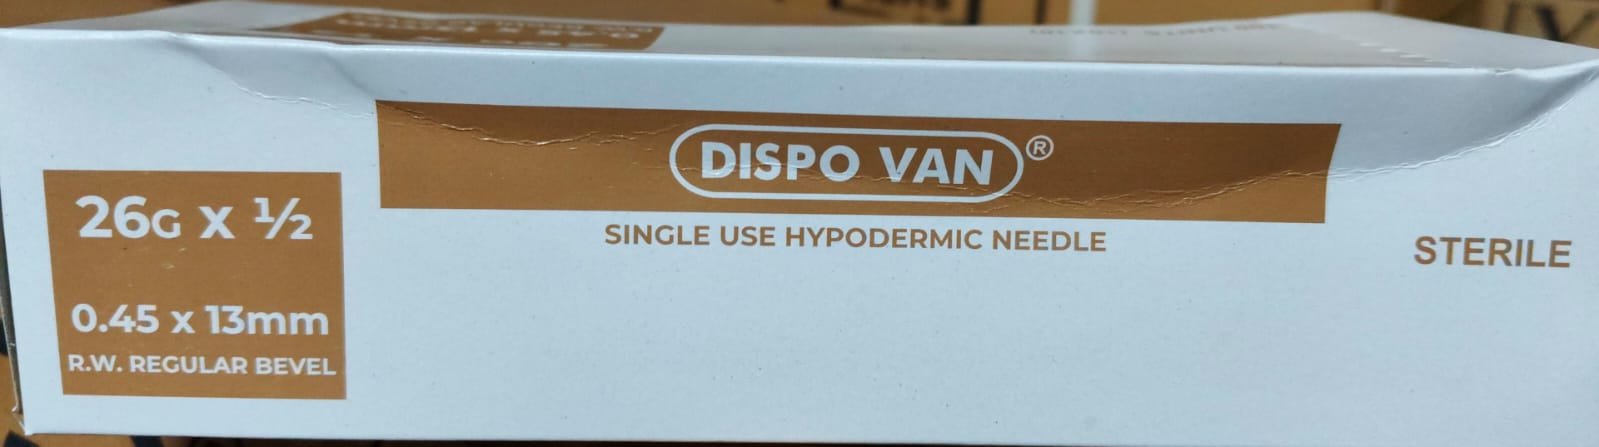 26G x ½
0.45 x 13mm
R.W. REGULAR BEVEL
DISPO VAN®
SINGLE USE HYPODERMIC NEEDLE
STERILE